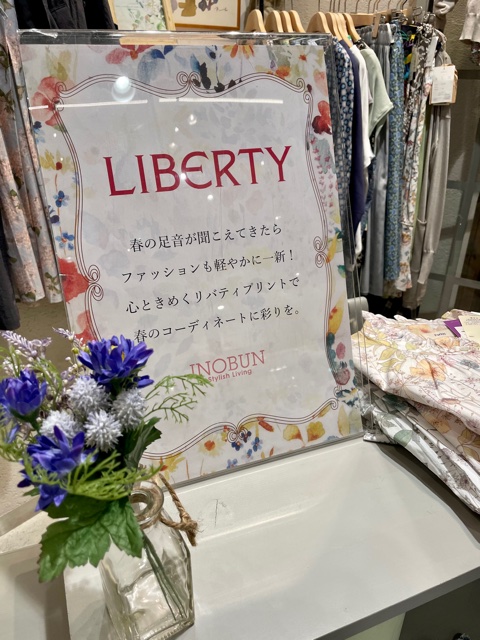 LIBERTY
春の足音が聞こえてきたら
ファッションも軽やかに一新！
心ときめくリバティプリントで
春のコーディネートに彩りを。
INOBUN
Stylish Living.